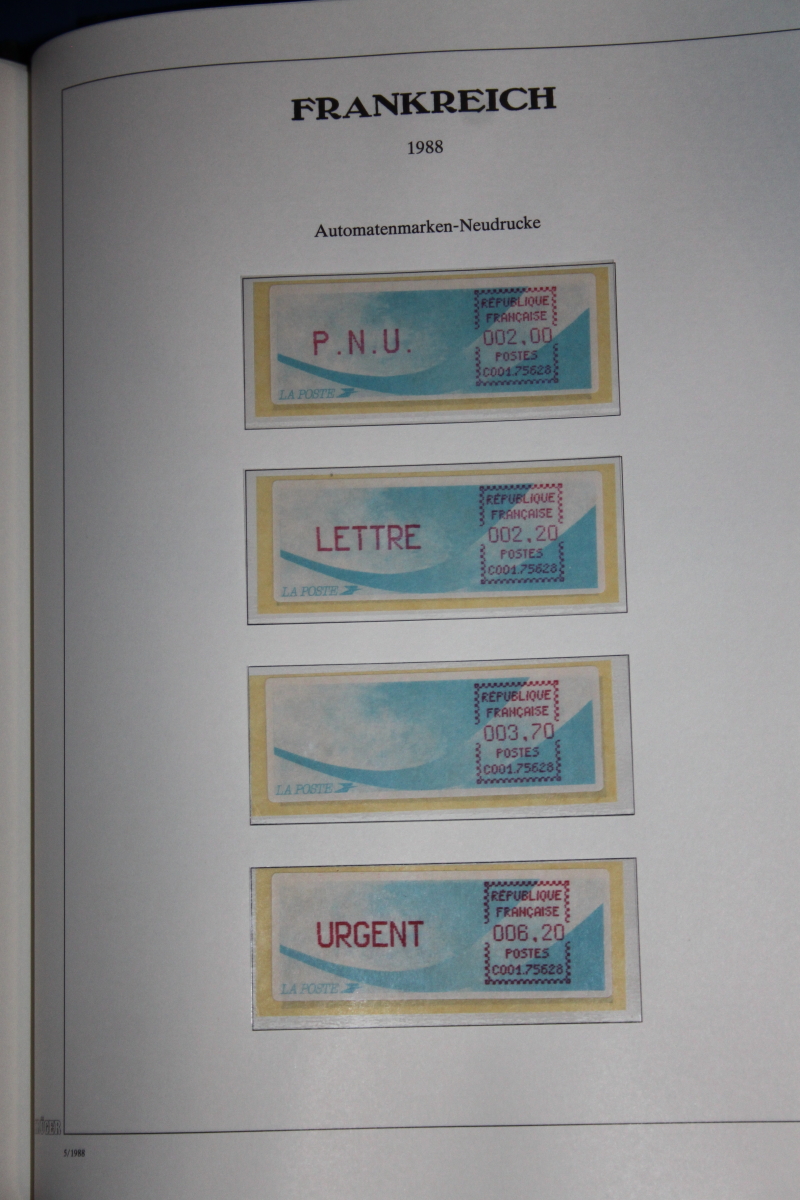 FRANKREICH
1988
Automatenmarken-Neudrucke
P.N.U.
LA POSTE
RÉPUBLIQUE
FRANÇAISE
002,00
POSTES
C001.75628
LETTRE
LA POSTE
RÉPUBLIQUE
FRANÇAISE
002,20
POSTES
C001.75628
LA POSTE
RÉPUBLIQUE
FRANÇAISE
003,70
POSTES
C001.75628
URGENT
LA POSTE
RÉPUBLIQUE
FRANÇAISE
006,20
POSTES
C001.75628
5/1988